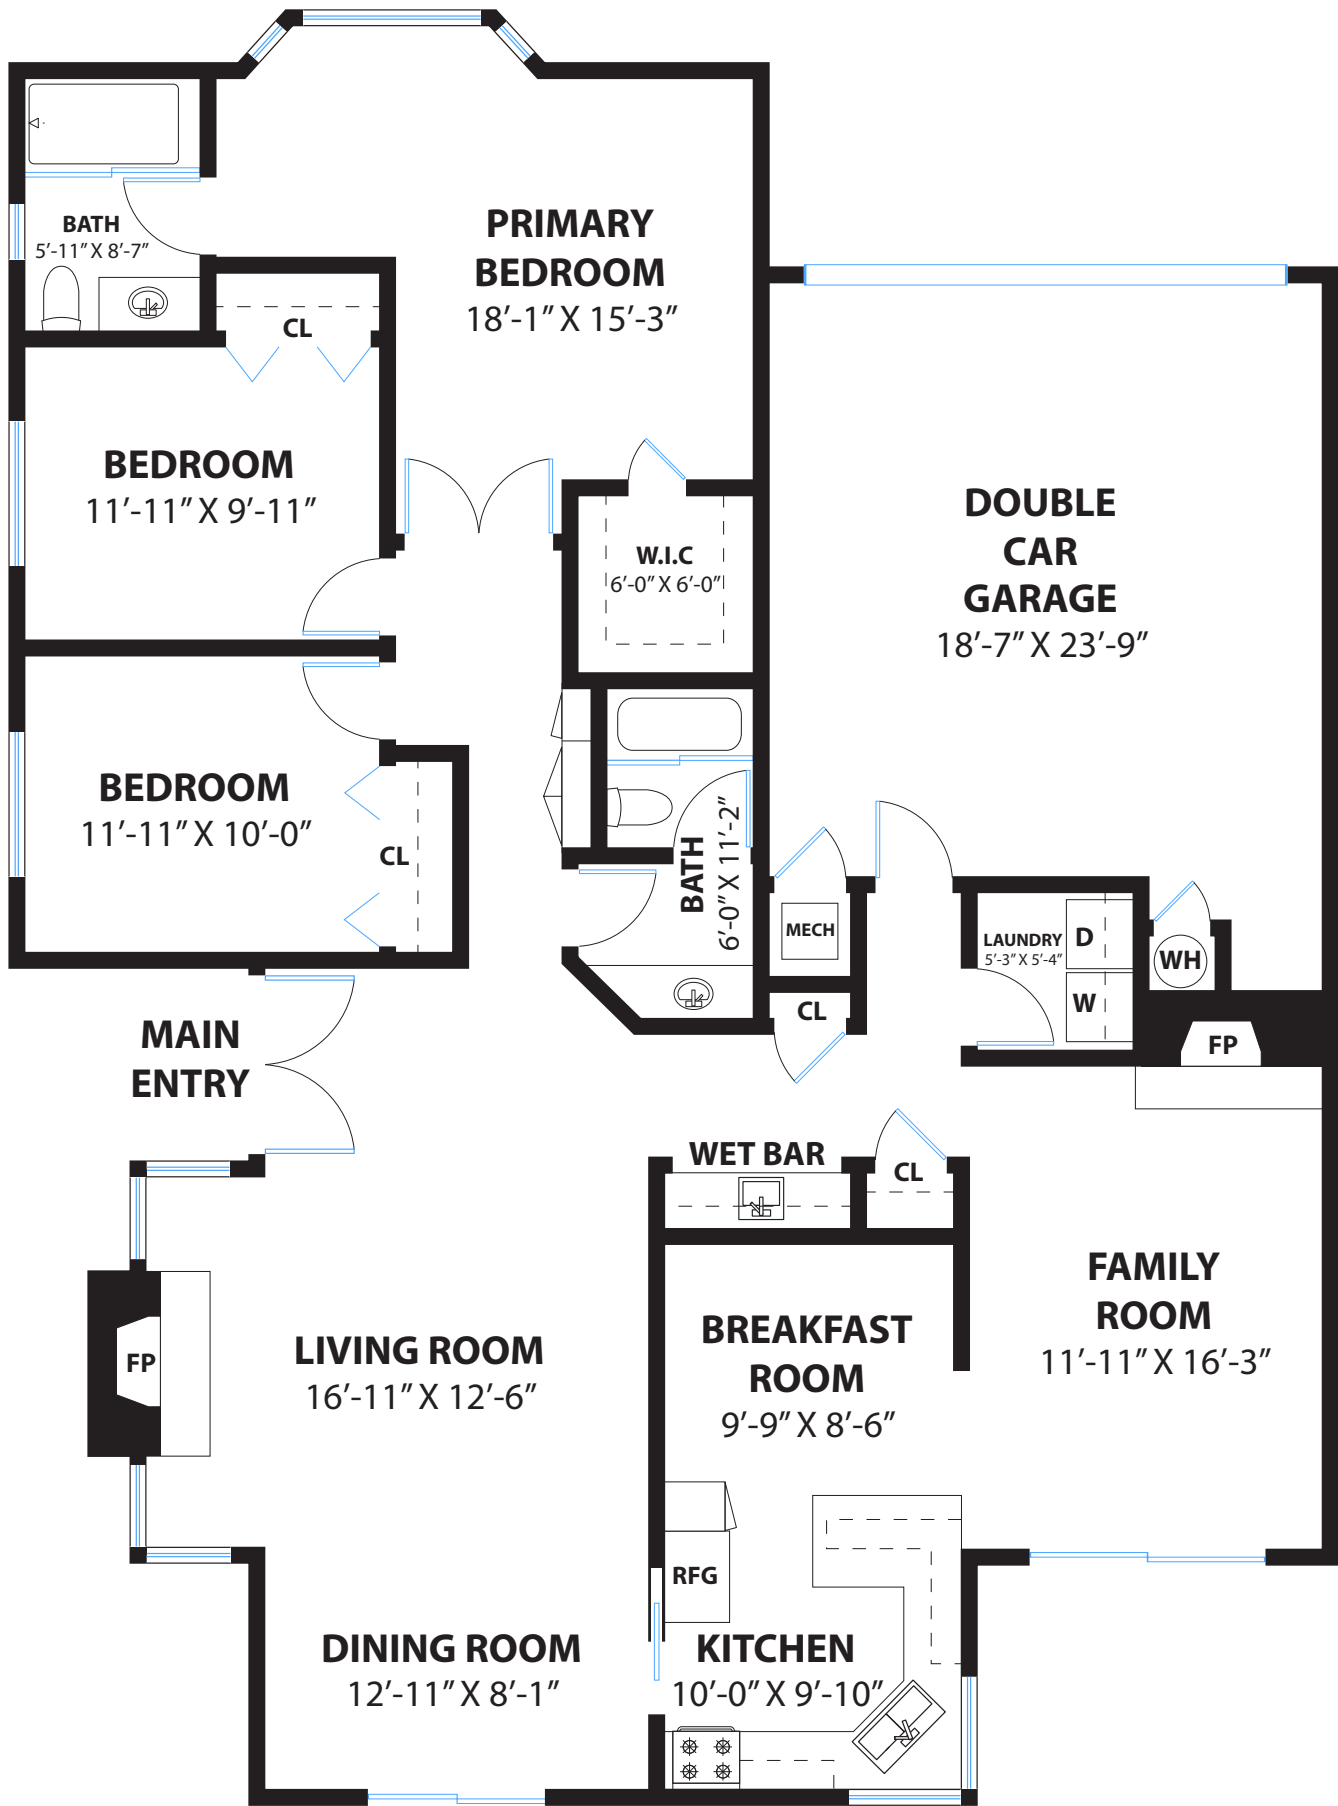 BATH
5′-11″ X 8′-7″
PRIMARY
BEDROOM
18′-1″ X 15′-3″
CL
BEDROOM
11′-11″ X 9′-11″
W.I.C
6′-0″ X 6′-0″
DOUBLE
CAR
GARAGE
18′-7″ X 23′-9″
BEDROOM
11′-11″ X 10′-0″
CL
BATH
6′-0″ X 11′-2″
MECH
LAUNDRY
5′-3″ X 5′-4″
D
W
WH
CL
FP
MAIN
ENTRY
WET BAR
CL
FAMILY
ROOM
11′-11″ X 16′-3″
LIVING ROOM
16′-11″ X 12′-6″
FP
BREAKFAST
ROOM
9′-9″ X 8′-6″
RFG
DINING ROOM
12′-11″ X 8′-1″
KITCHEN
10′-0″ X 9′-10″